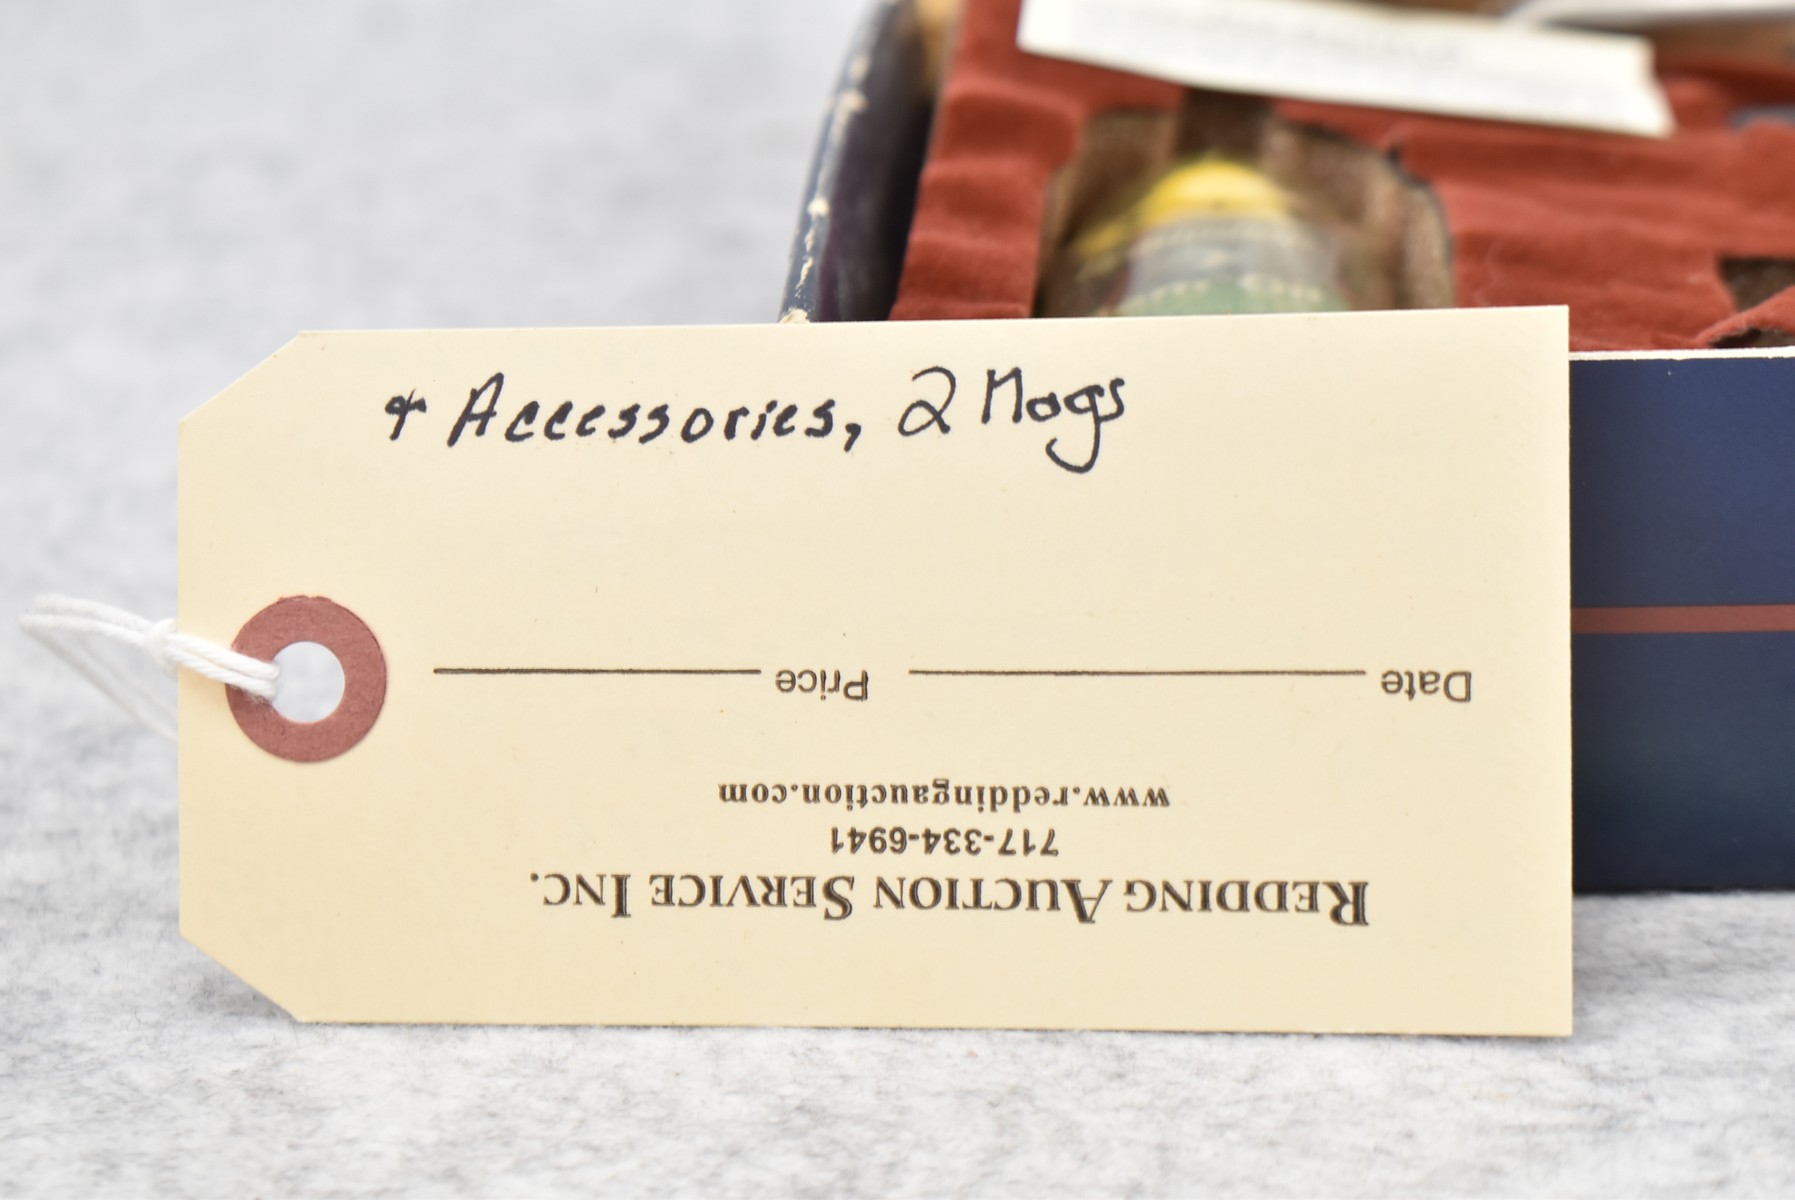 + Accessories, 2 Mags
Date
Price
www.reddingauction.com
717-334-6941
REDDING AUCTION SERVICE INC.